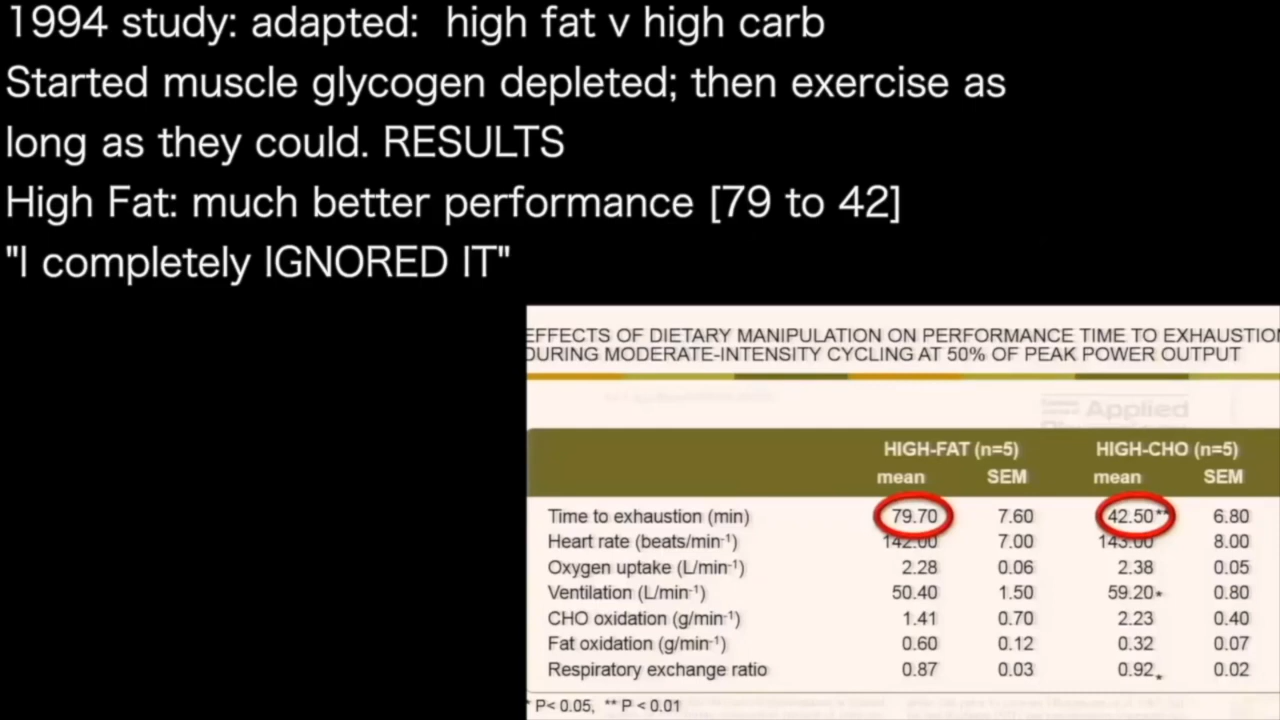 1994 study: adapted:  high fat v high carb
Started muscle glycogen depleted; then exercise as
long as they could. RESULTS
High Fat: much better performance [79 to 42]
"I completely IGNORED IT"
EFFECTS OF DIETARY MANIPULATION ON PERFORMANCE TIME TO EXHAUSTION
DURING MODERATE-INTENSITY CYCLING AT 50% OF PEAK POWER OUTPUT
Applied
HIGH-FAT (n=5) HIGH-CHO (n=5)
mean SEM mean SEM
Time to exhaustion (min) 79.70 7.60 42.50** 6.80
Heart rate (beats/min⁻¹) 142.00 7.00 143.00 8.00
Oxygen uptake (L/min⁻¹) 2.28 0.06 2.38 0.05
Ventilation (L/min⁻¹) 50.40 1.50 59.20* 0.80
CHO oxidation (g/min⁻¹) 1.41 0.70 2.23 0.40
Fat oxidation (g/min⁻¹) 0.60 0.12 0.32 0.07
Respiratory exchange ratio 0.87 0.03 0.92* 0.02
* P< 0.05, ** P < 0.01